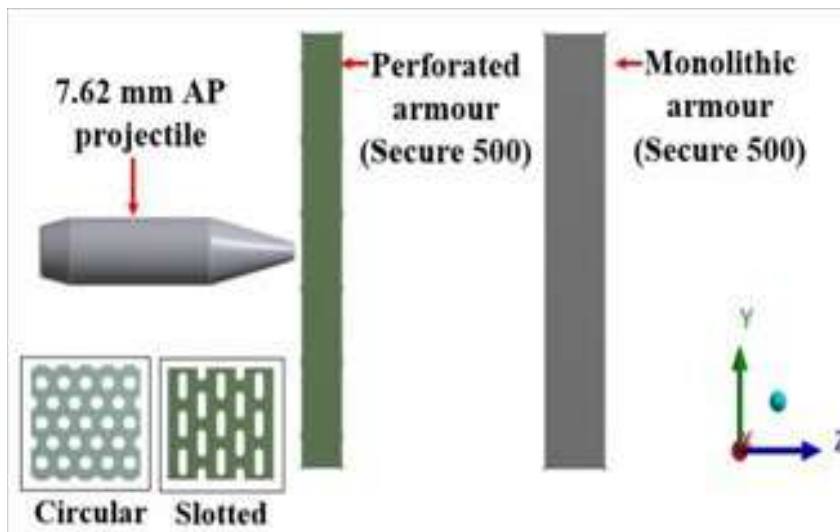 7.62 mm AP
projectile
Perforated
armour
(Secure 500)
Monolithic
armour
(Secure 500)
Circular
Slotted
Y
Z